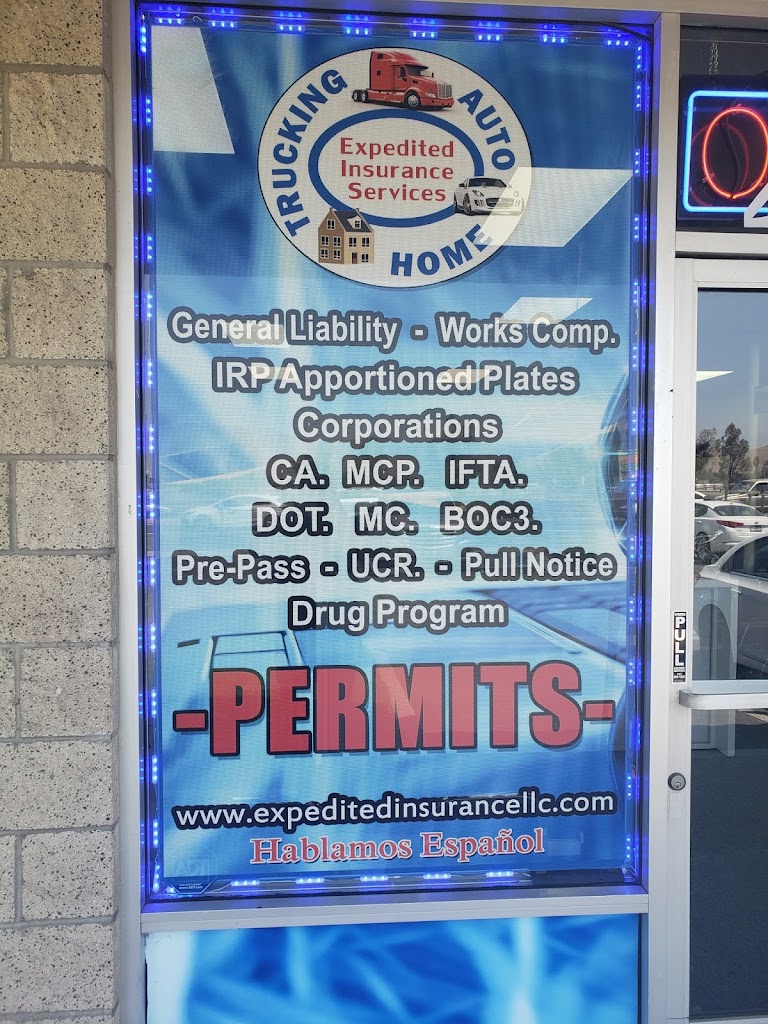 TRUCKING AUTO
Expedited
Insurance
Services
HOME
General Liability - Works Comp.
IRP Apportioned Plates
Corporations
CA. MCP. IFTA.
DOT. MC. BOC3.
Pre-Pass - UCR. - Pull Notice
Drug Program
-PERMITS-
www.expeditedinsurancellc.com
Hablamos Español
PULL